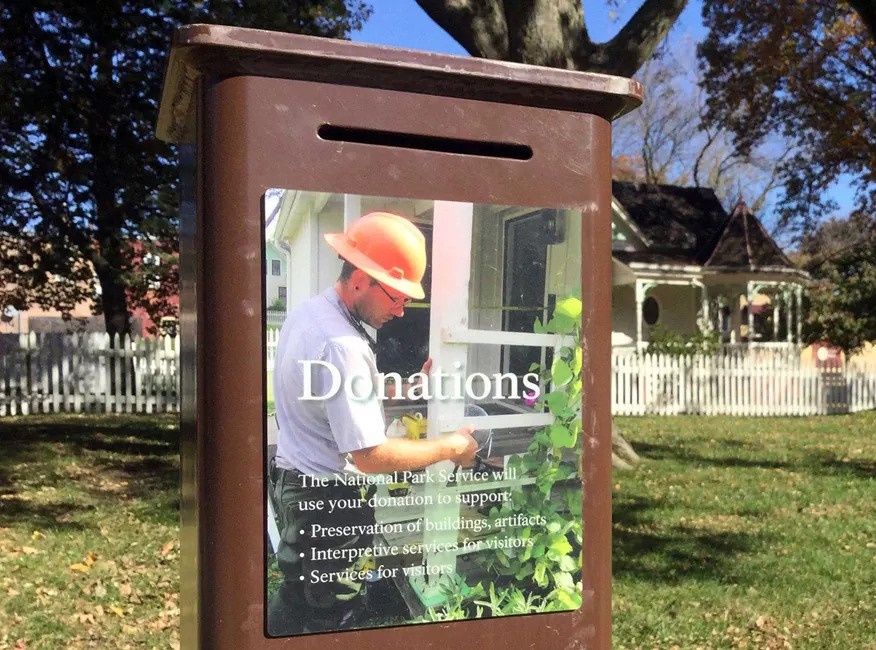 Donations
The National Park Service will
use your donation to support:
• Preservation of buildings, artifacts
• Interpretive services for visitors
• Services for visitors